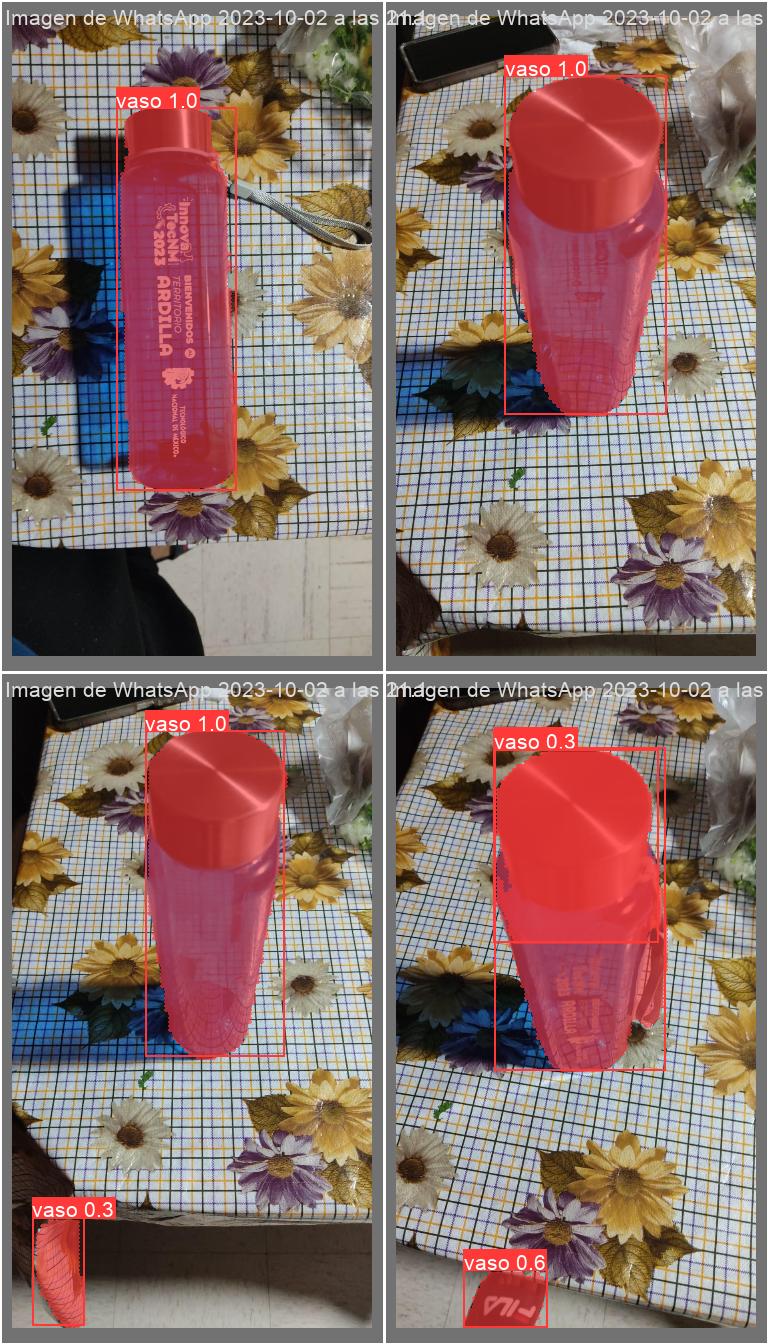 Imagen de WhatsApp 2023-10-02 a las 21.1
Imagen de WhatsApp 2023-10-02 a las
vaso 1.0
vaso 1.0
Innova
TecNM
2023
BIENVENIDOS
TERRITORIO
ARDILLA
TECNOLÓGICO
NACIONAL DE MÉXICO
Imagen de WhatsApp 2023-10-02 a las 21.1
Imagen de WhatsApp 2023-10-02 a las
vaso 1.0
vaso 0.3
vaso 0.3
vaso 0.6
FILA